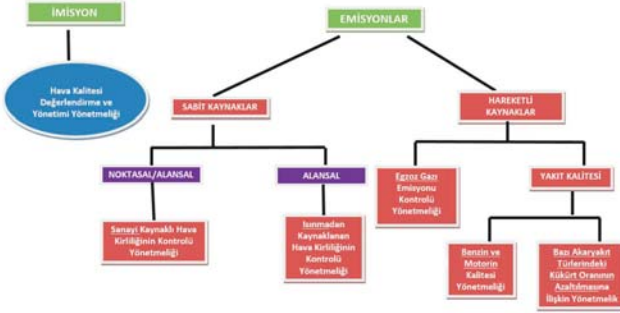 İMİSYON
Hava Kalitesi
Değerlendirme ve
Yönetimi Yönetmeliği
EMİSYONLAR
SABİT KAYNAKLAR
HAREKETLİ
KAYNAKLAR
NOKTASAL/ALANSAL
ALANSAL
Egzoz Gazı
Emisyonu
Kontrolü
Yönetmeliği
YAKIT KALİTESİ
Sanayi Kaynaklı Hava
Kirliliğinin Kontrolü
Yönetmeliği
Isınmadan
Kaynaklanan
Hava Kirliliğinin
Kontrolü
Yönetmeliği
Benzin ve
Motorin
Kalitesi
Yönetmeliği
Bazı Akaryakıt
Türlerindeki
Kükürt Oranının
Azaltılmasına
İlişkin Yönetmelik